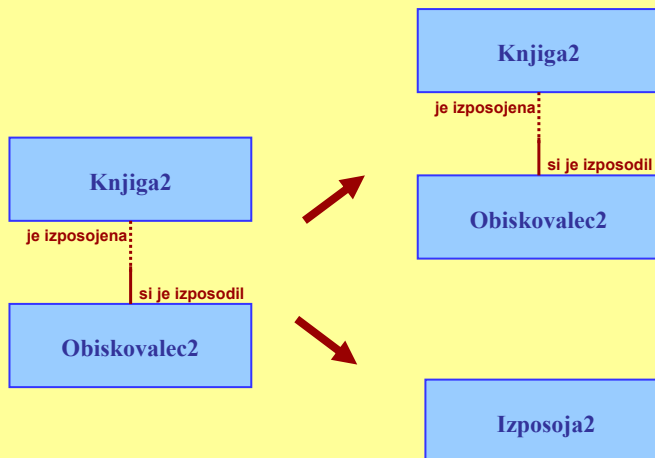 Knjiga2
je izposojena
si je izposodil
Obiskovalec2
Knjiga2
je izposojena
si je izposodil
Obiskovalec2
Izposoja2